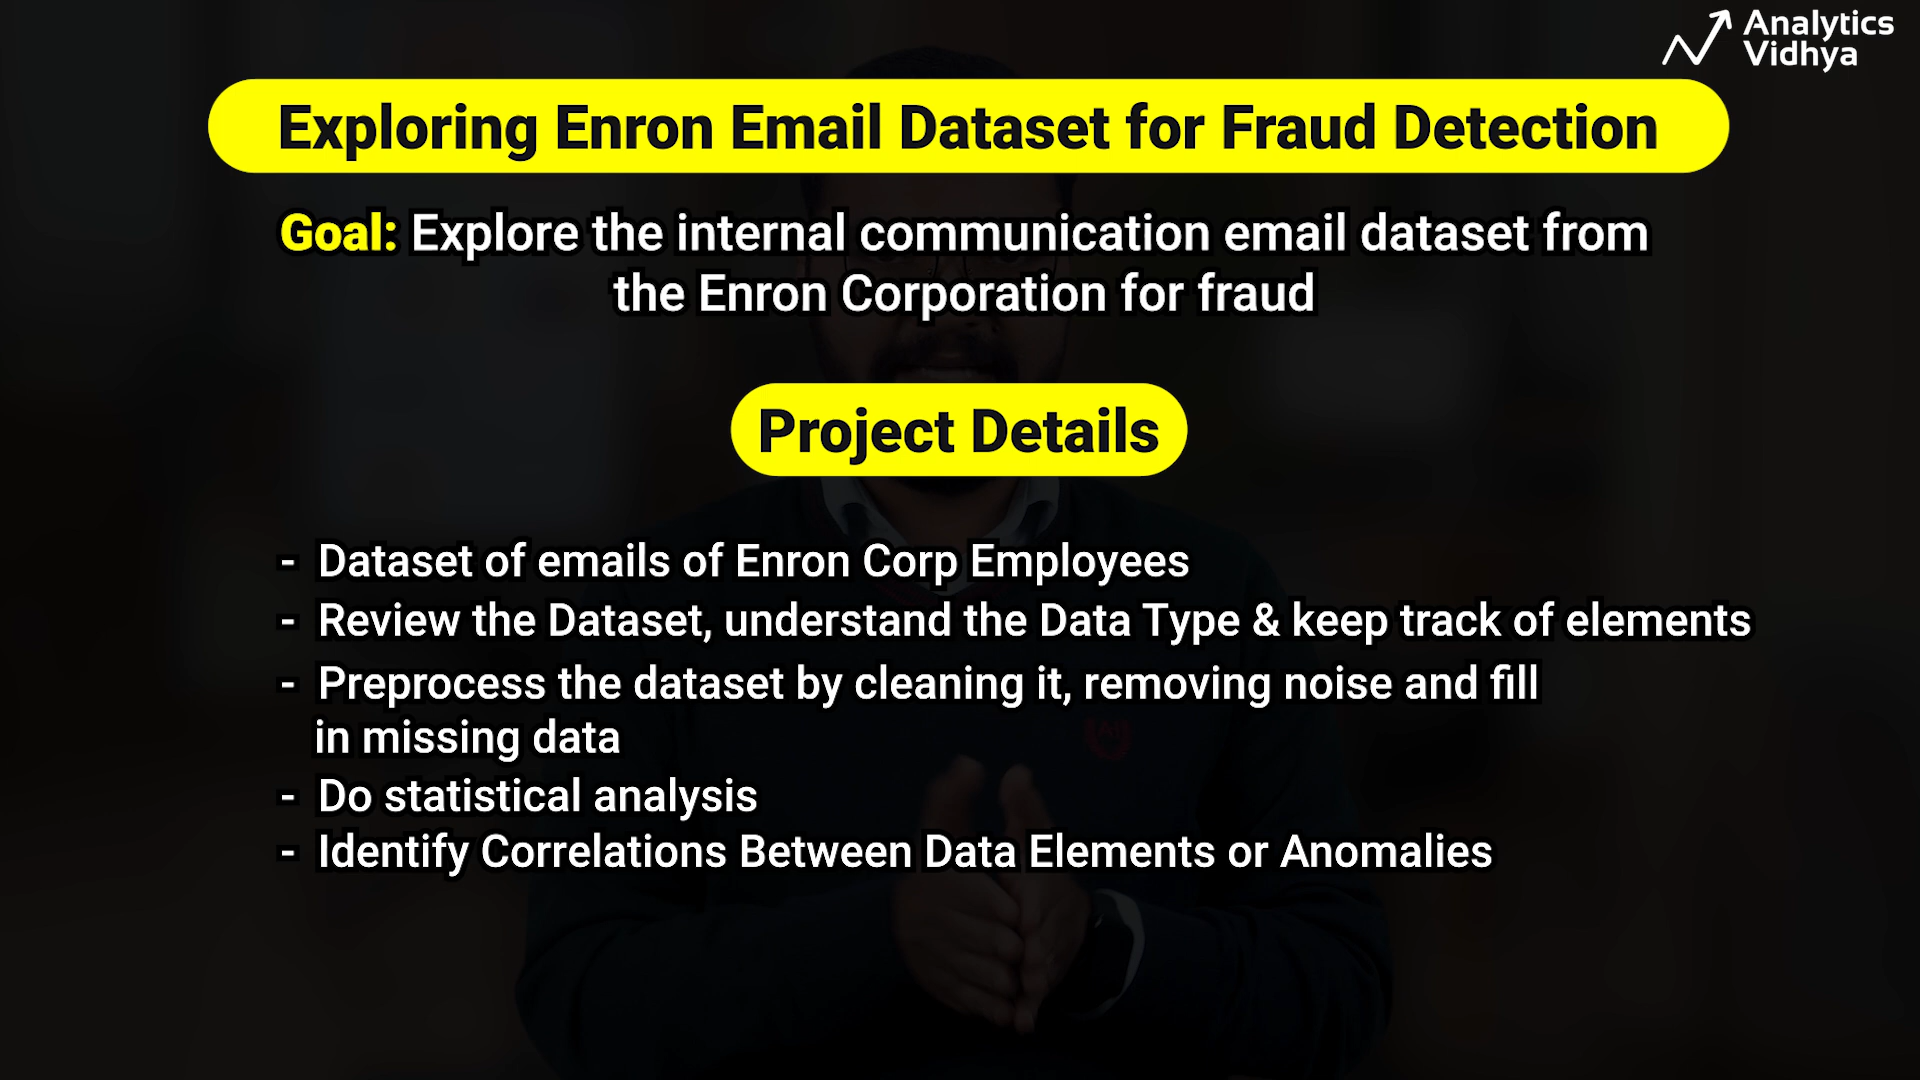 Analytics
Vidhya
Exploring Enron Email Dataset for Fraud Detection
Goal: Explore the internal communication email dataset from
the Enron Corporation for fraud
Project Details
- Dataset of emails of Enron Corp Employees
- Review the Dataset, understand the Data Type & keep track of elements
- Preprocess the dataset by cleaning it, removing noise and fill
in missing data
- Do statistical analysis
- Identify Correlations Between Data Elements or Anomalies